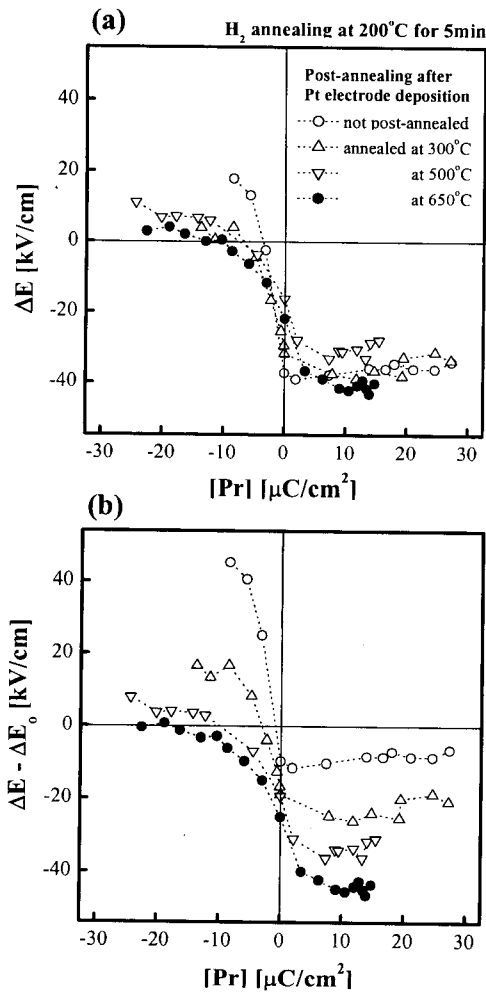 (a)
H₂ annealing at 200°C for 5min
Post-annealing after
Pt electrode deposition
not post-annealed
annealed at 300°C
at 500°C
at 650°C
40
20
0
-20
-40
ΔE [kV/cm]
-30 -20 -10 0 10 20 30
[Pr] [μC/cm²]
(b)
40
20
0
-20
-40
ΔE - ΔE₀ [kV/cm]
-30 -20 -10 0 10 20 30
[Pr] [μC/cm²]